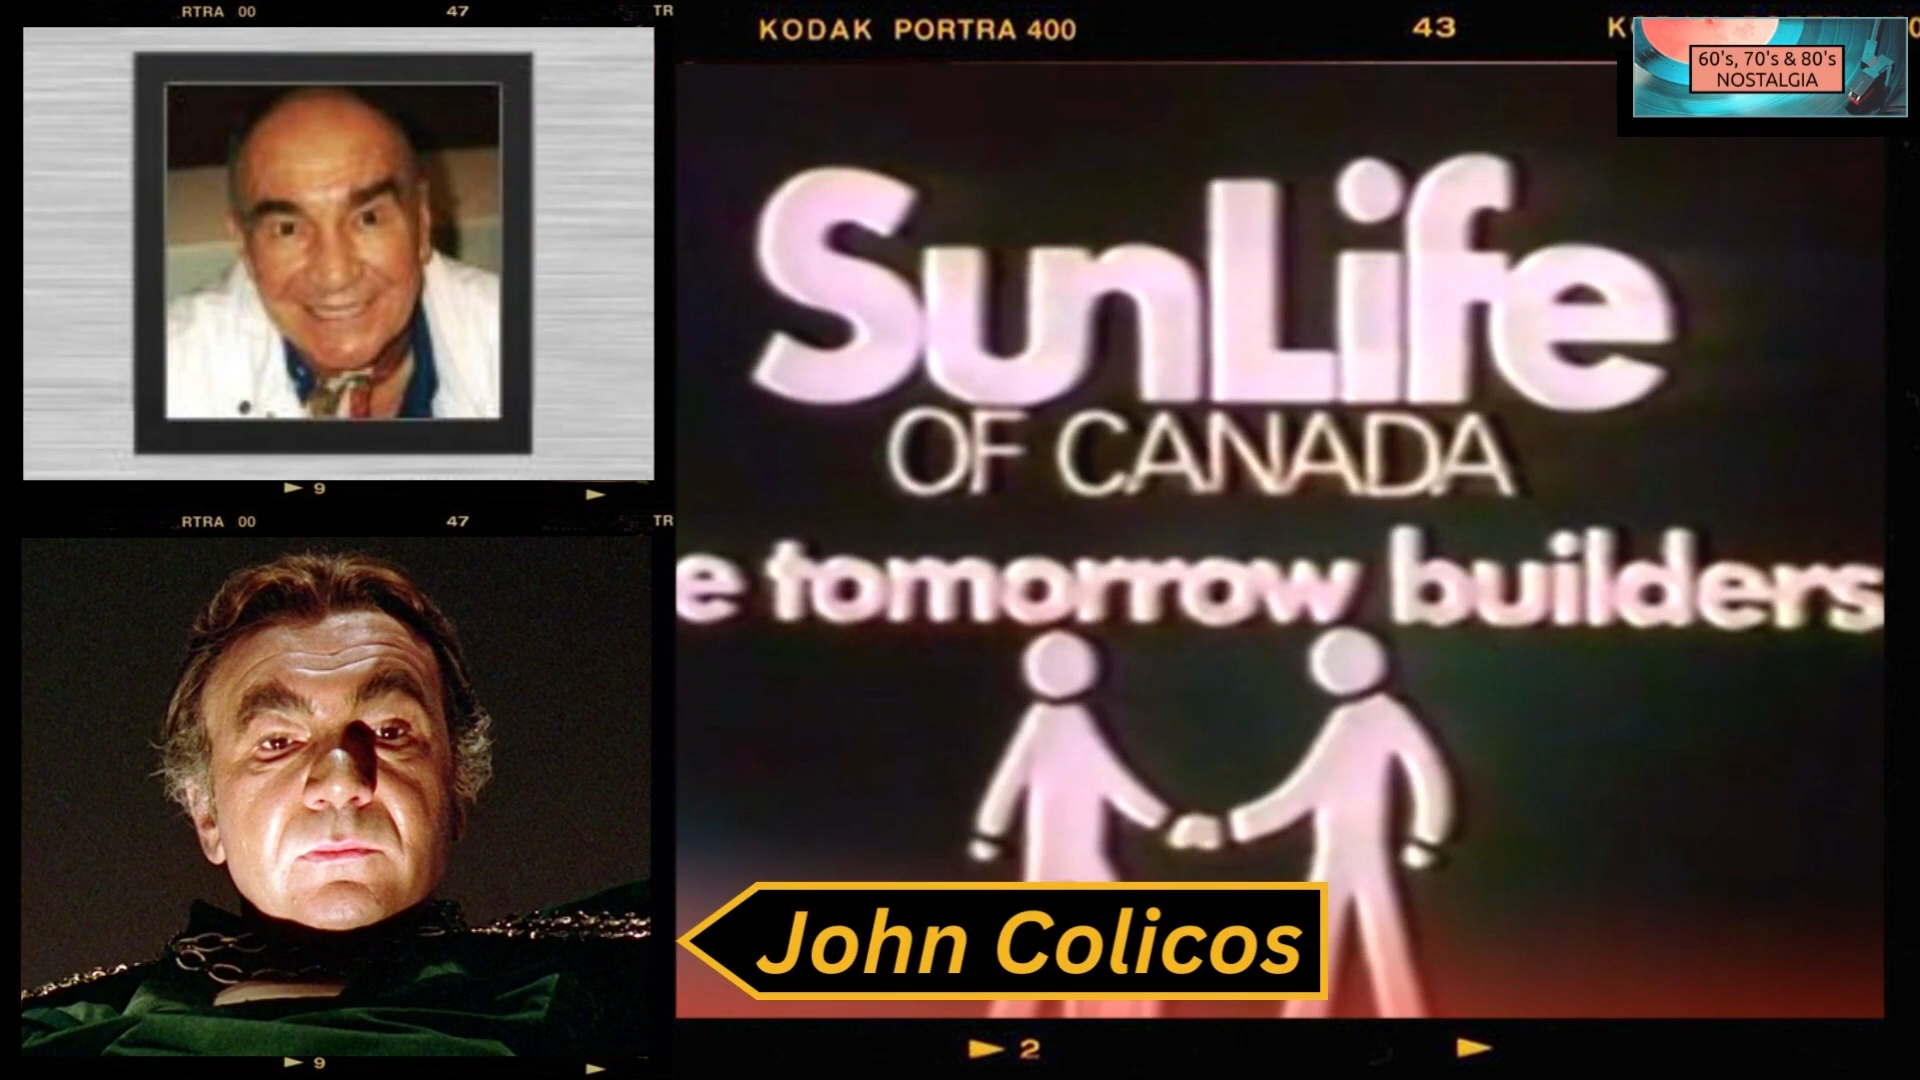 RTRA 00 47 TR
KODAK PORTRA 400 43
60's, 70's & 80's
NOSTALGIA
SunLife
OF CANADA
e tomorrow builders
9
RTRA 00 47 TR
John Colicos
9
2